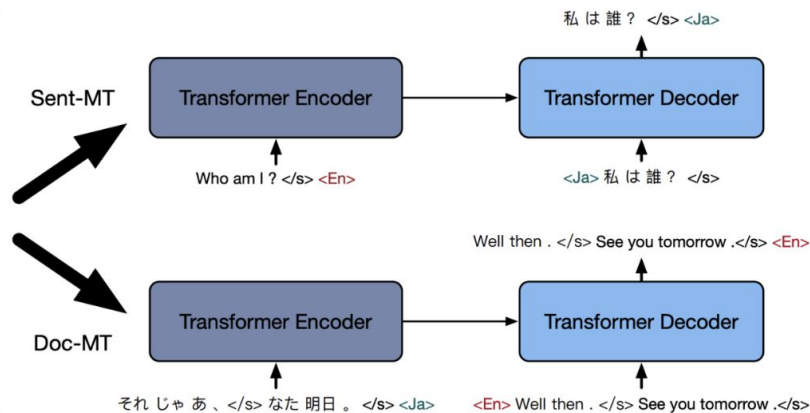 私 は 誰 ? </s> <Ja>
Sent-MT
Transformer Encoder
Transformer Decoder
Who am I ? </s> <En>
<Ja> 私 は 誰 ? </s>
Well then . </s> See you tomorrow .</s> <En>
Doc-MT
Transformer Encoder
Transformer Decoder
それ じゃ あ 、 </s> なた 明日 。 </s> <Ja>
<En> Well then . </s> See you tomorrow .</s>